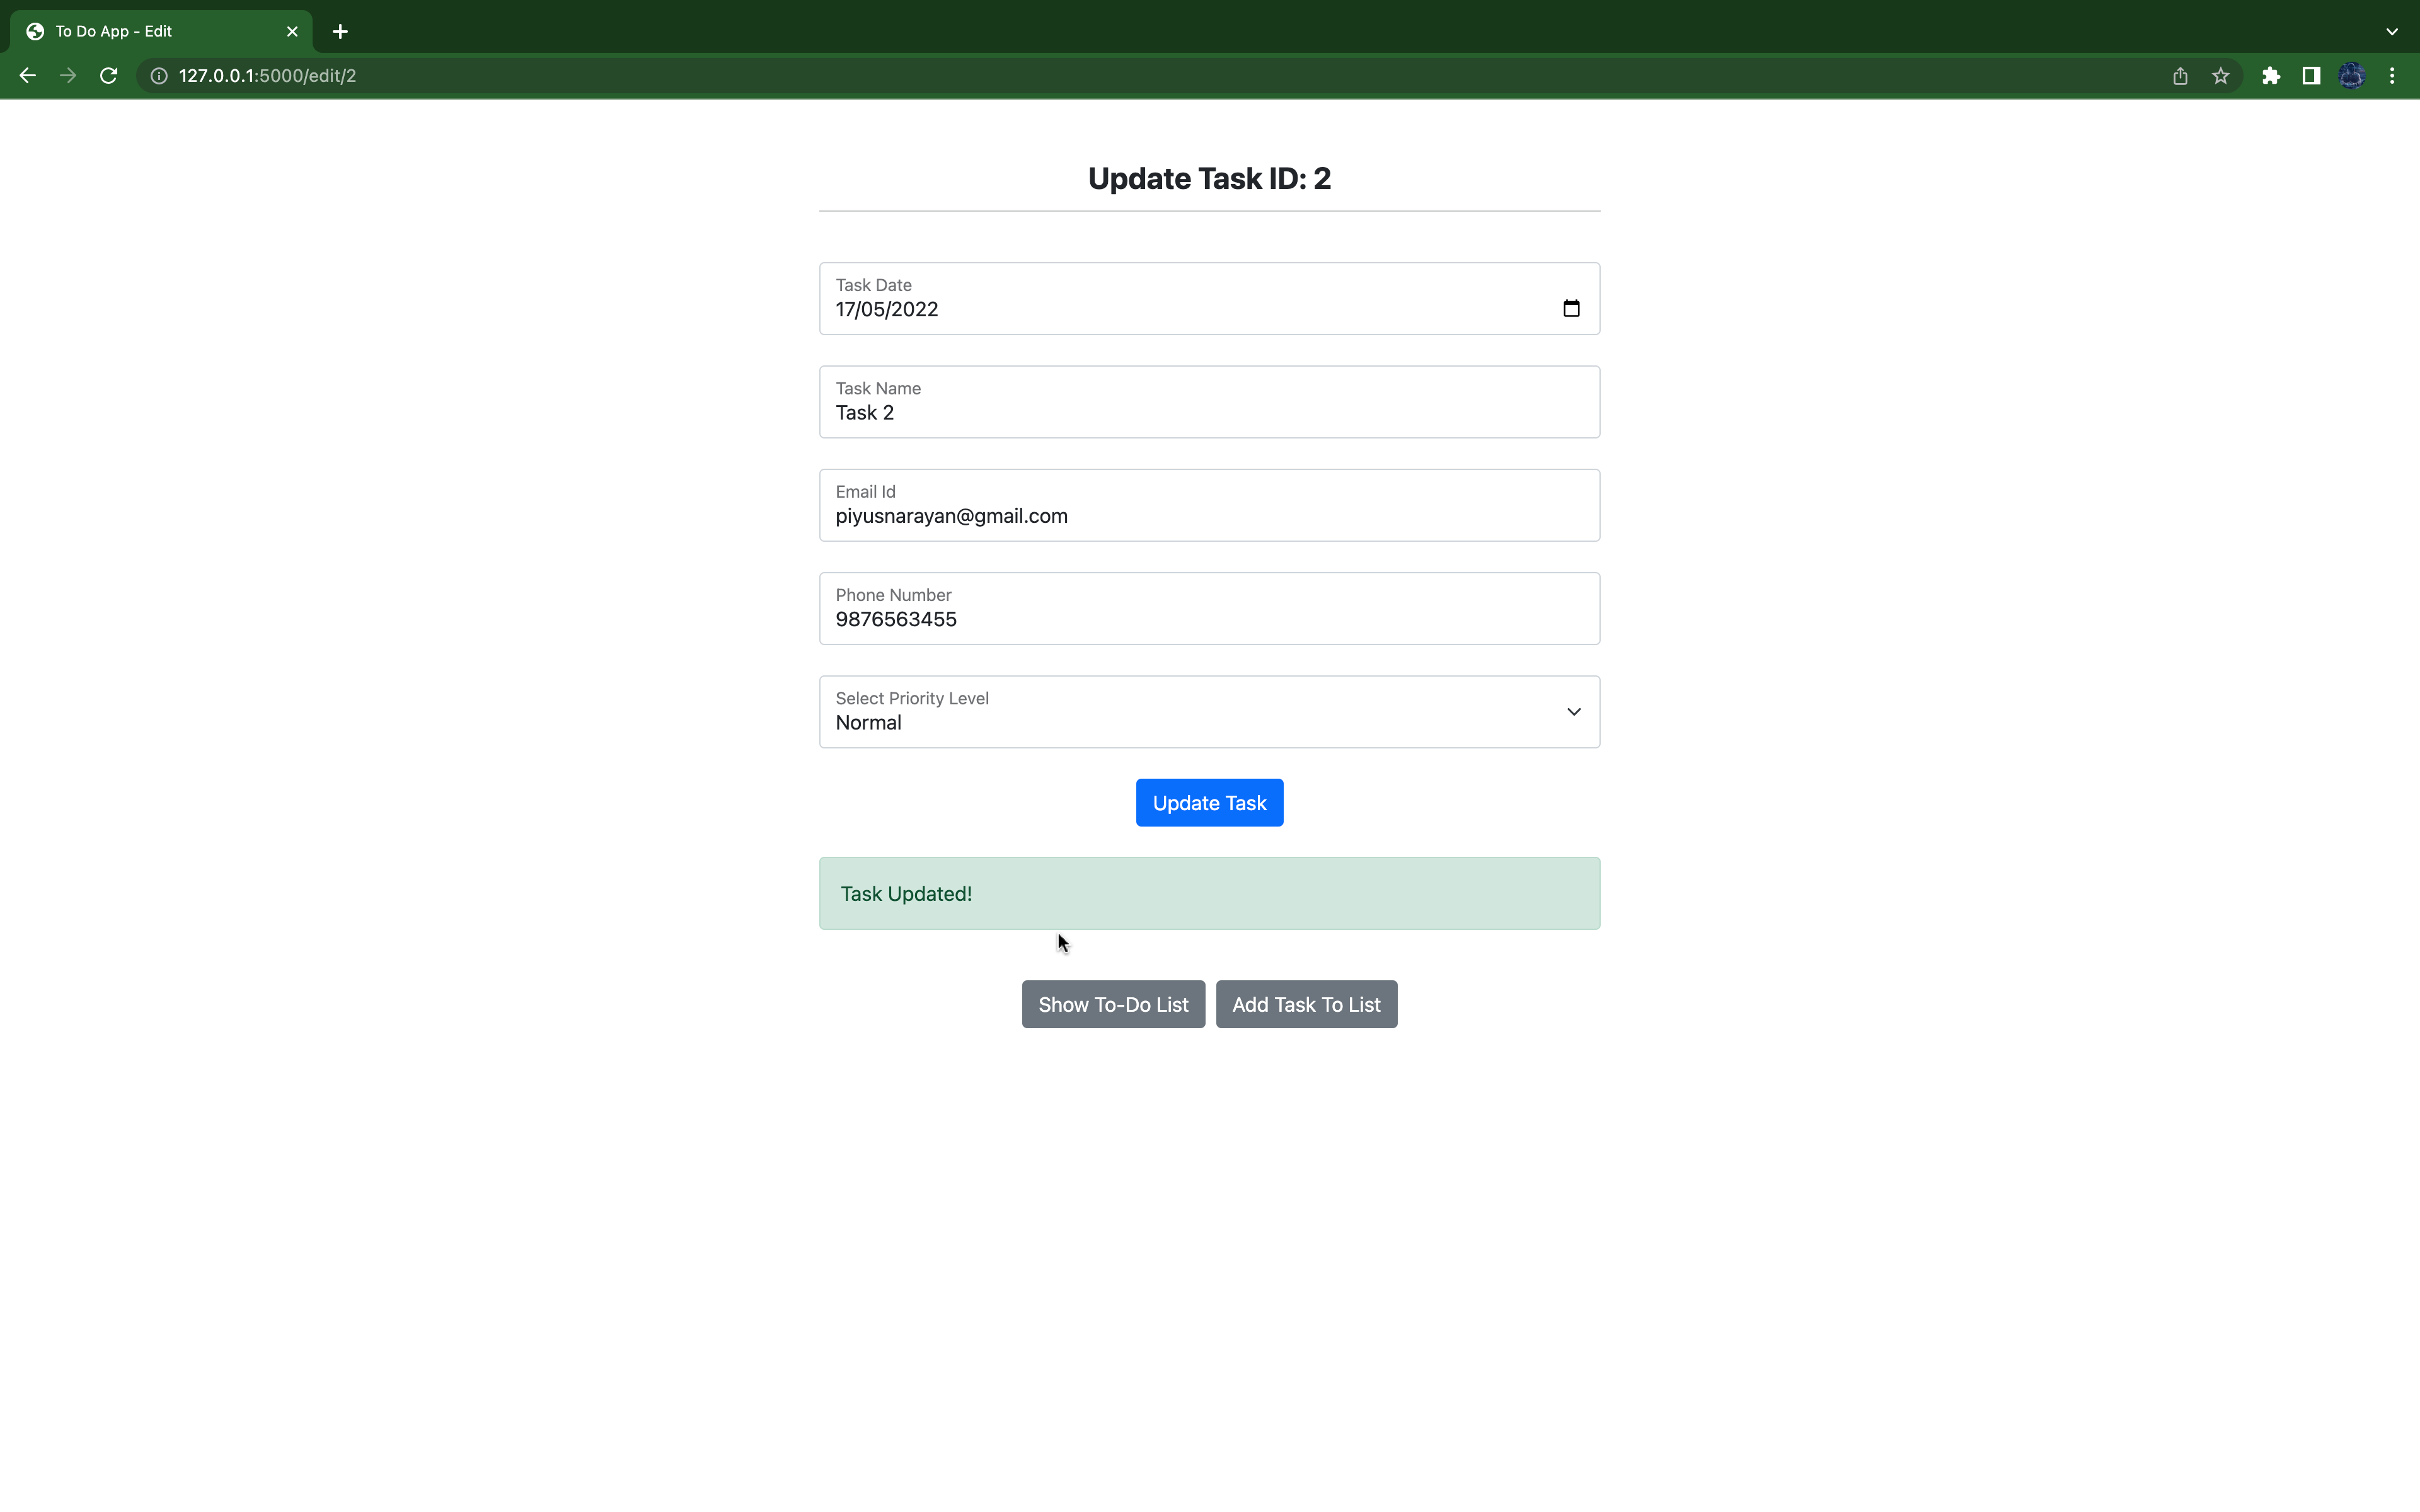 To Do App - Edit
127.0.0.1:5000/edit/2
Update Task ID: 2
Task Date
17/05/2022
Task Name
Task 2
Email Id
piyusnarayan@gmail.com
Phone Number
9876563455
Select Priority Level
Normal
Update Task
Task Updated!
Show To-Do List
Add Task To List